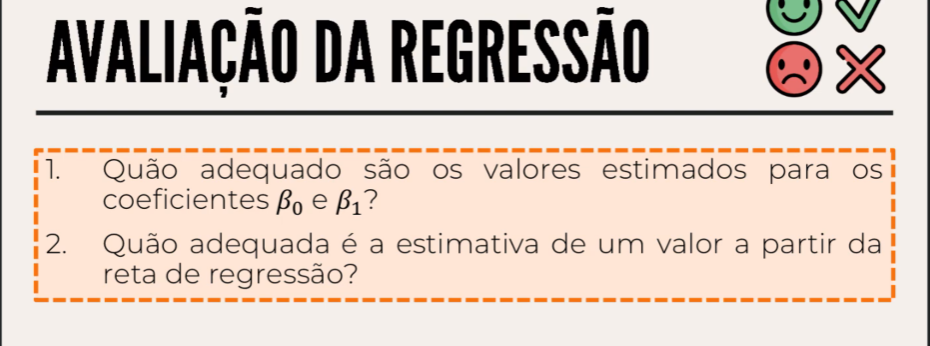 AVALIAÇÃO DA REGRESSÃO
1. Quão adequado são os valores estimados para os
coeficientes β₀ e β₁?
2. Quão adequada é a estimativa de um valor a partir da
reta de regressão?